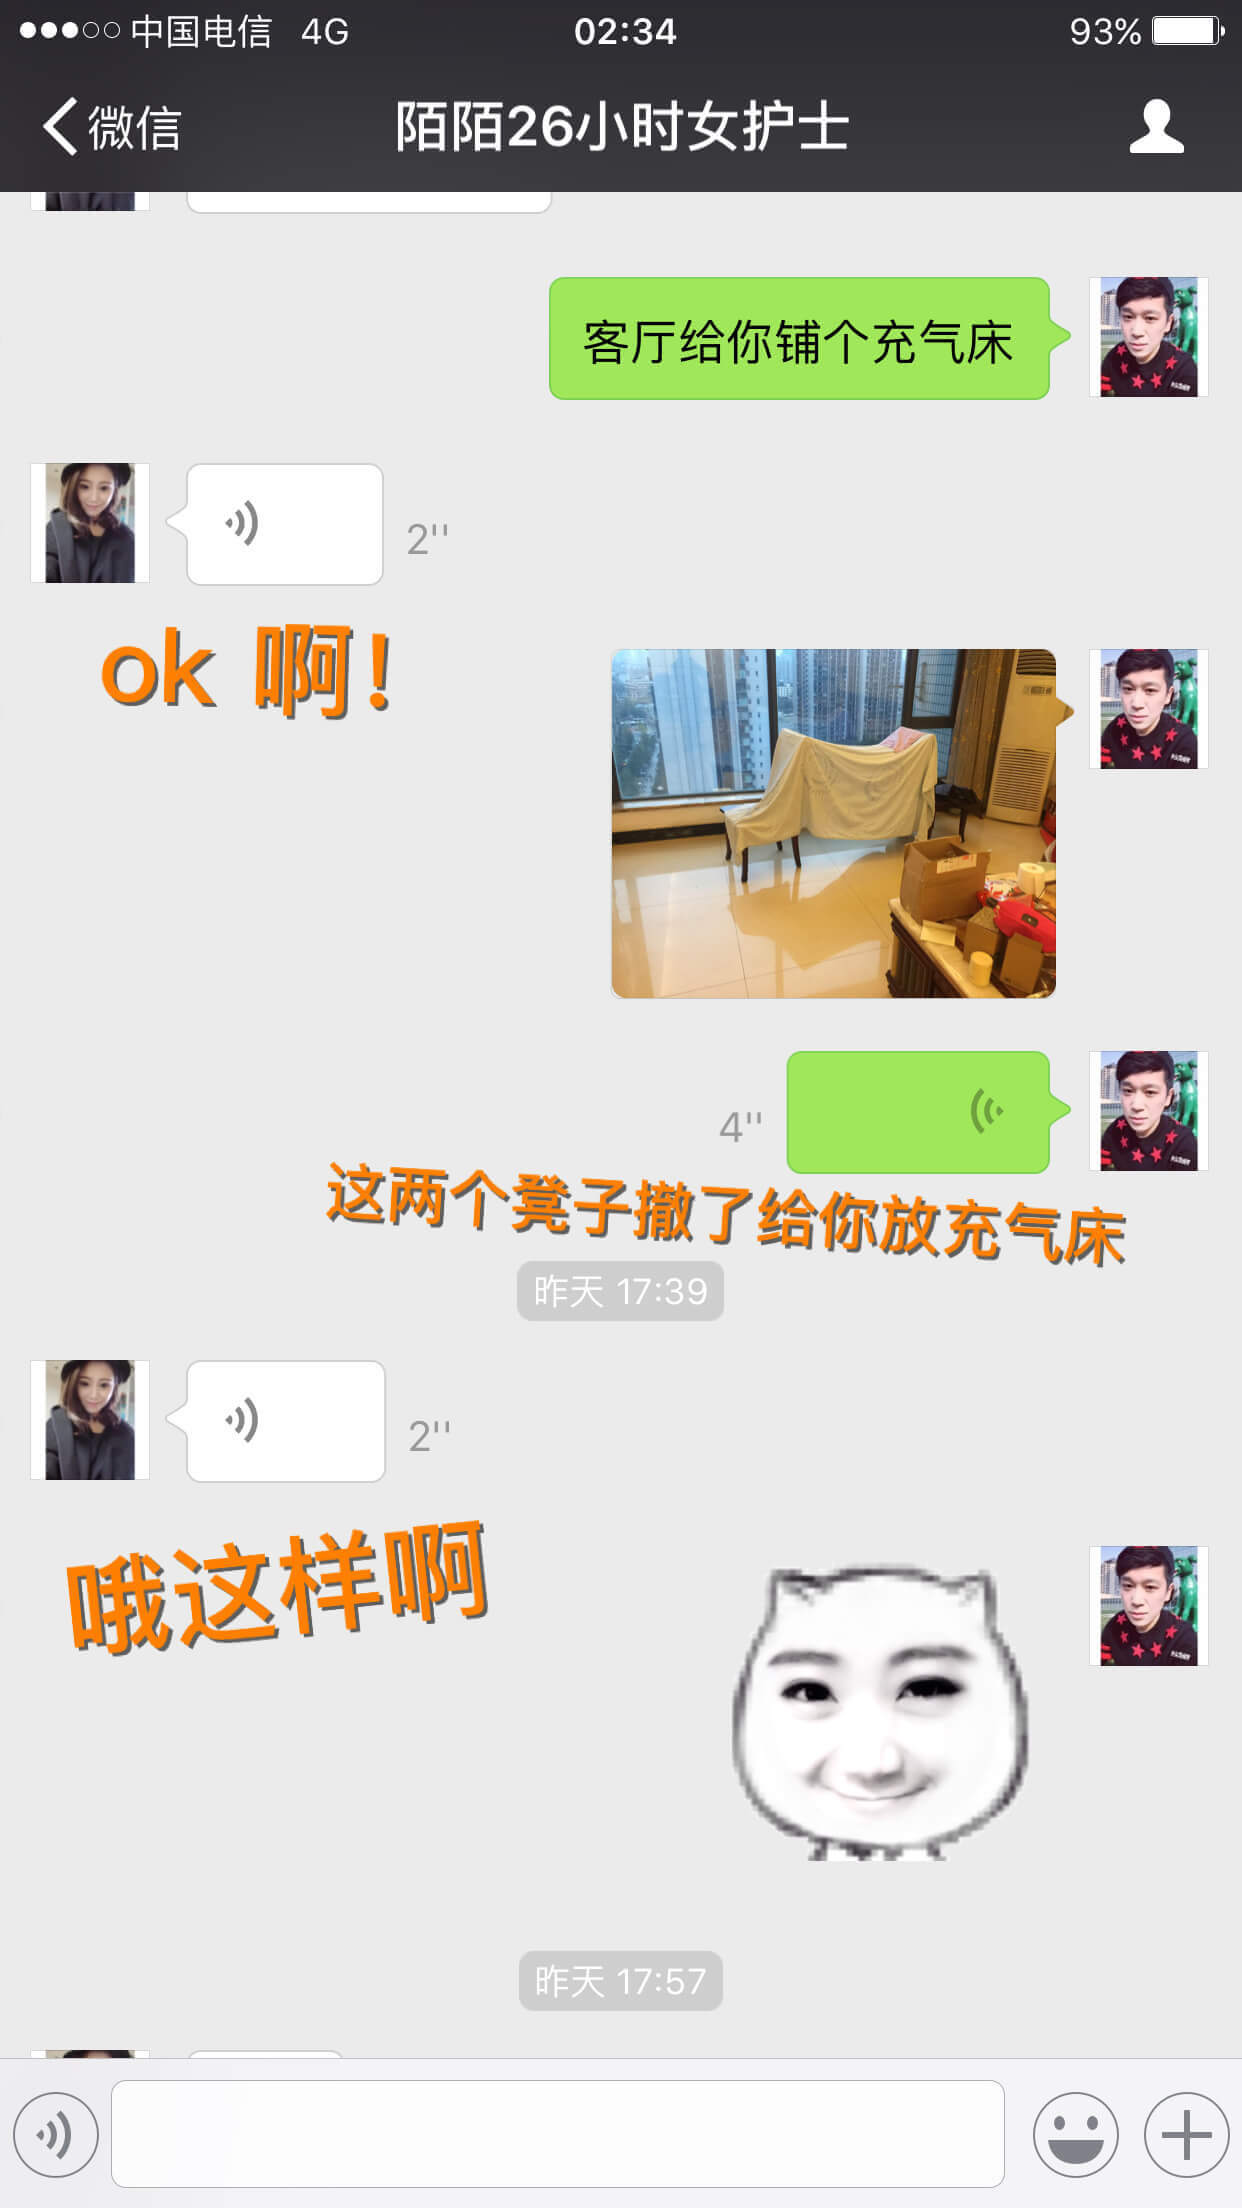 中国电信 4G 02:34 93%
微信 陌陌26小时女护士
客厅给你铺个充气床
2''
ok 啊!
4''
这两个凳子撤了给你放充气床
昨天 17:39
2''
哦这样啊
昨天 17:57